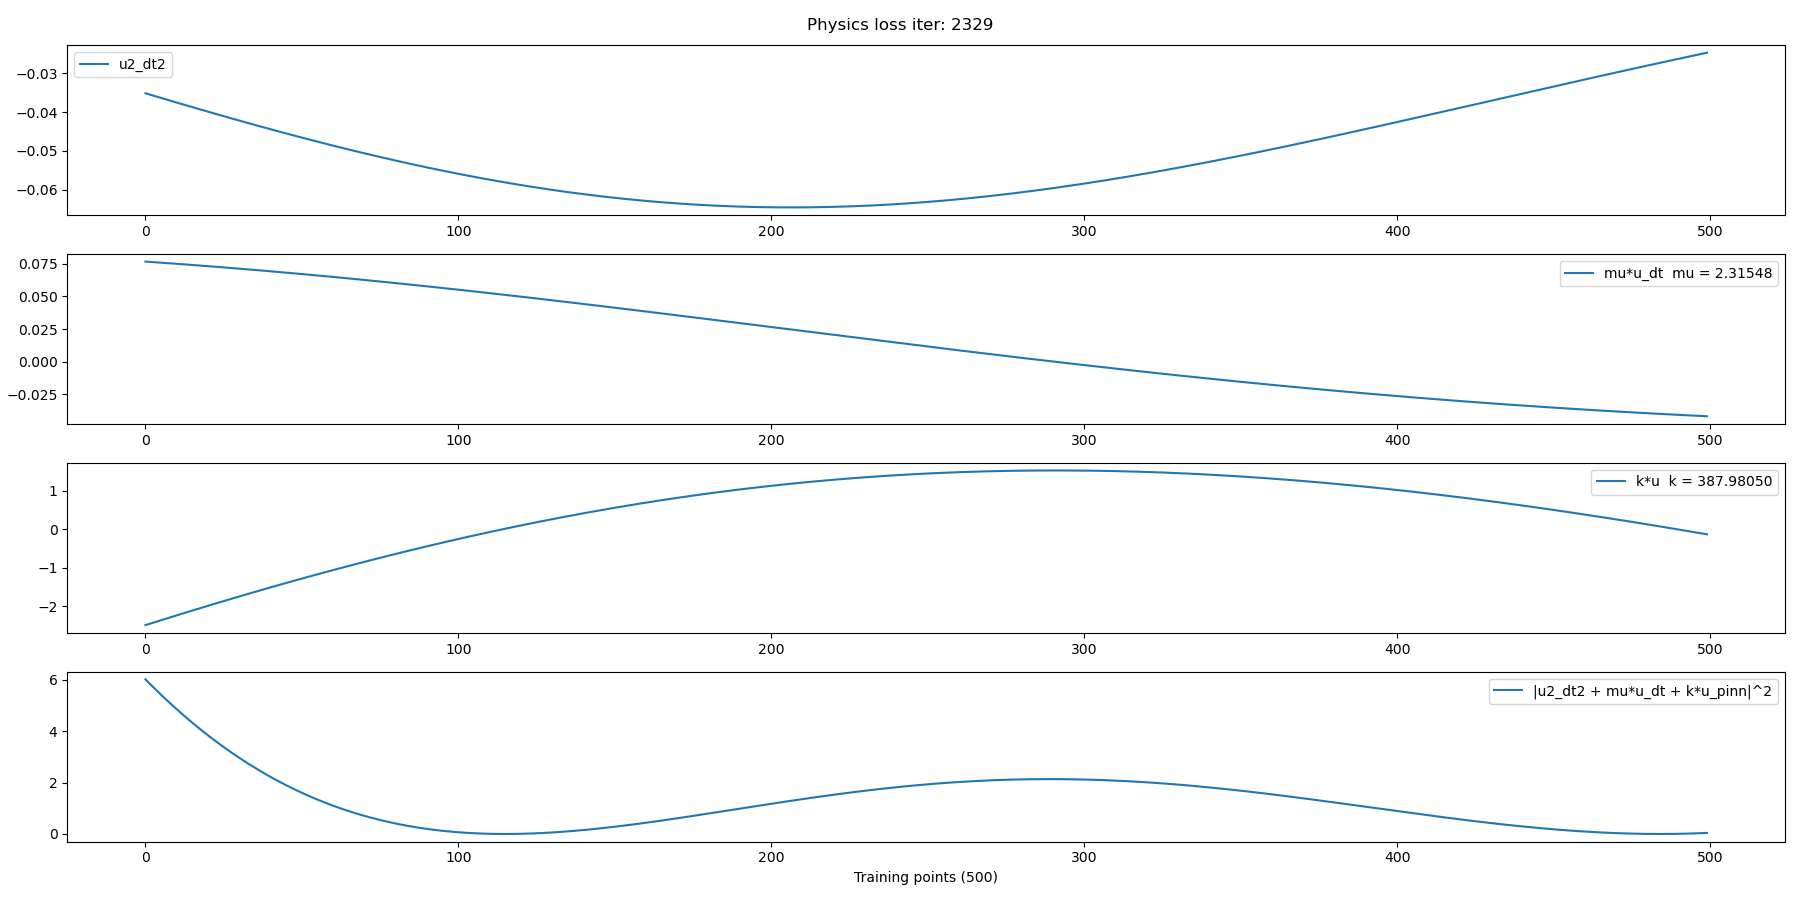 Physics loss iter: 2329
u2_dt2
−0.03
−0.04
−0.05
−0.06
0 100 200 300 400 500
mu*u_dt  mu = 2.31548
0.075
0.050
0.025
0.000
−0.025
0 100 200 300 400 500
k*u  k = 387.98050
1
0
−1
−2
0 100 200 300 400 500
|u2_dt2 + mu*u_dt + k*u_pinn|^2
6
4
2
0
0 100 200 300 400 500
Training points (500)